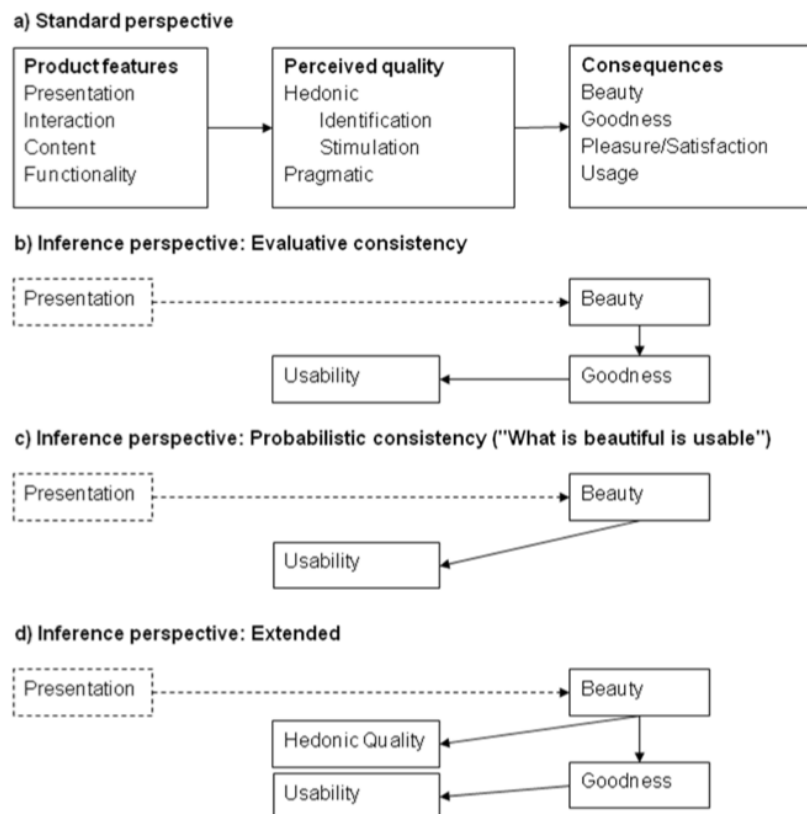 a) Standard perspective
Product features
Presentation
Interaction
Content
Functionality
Perceived quality
Hedonic
Identification
Stimulation
Pragmatic
Consequences
Beauty
Goodness
Pleasure/Satisfaction
Usage
b) Inference perspective: Evaluative consistency
Presentation
Beauty
Usability
Goodness
c) Inference perspective: Probabilistic consistency ("What is beautiful is usable")
Presentation
Beauty
Usability
d) Inference perspective: Extended
Presentation
Beauty
Hedonic Quality
Usability
Goodness